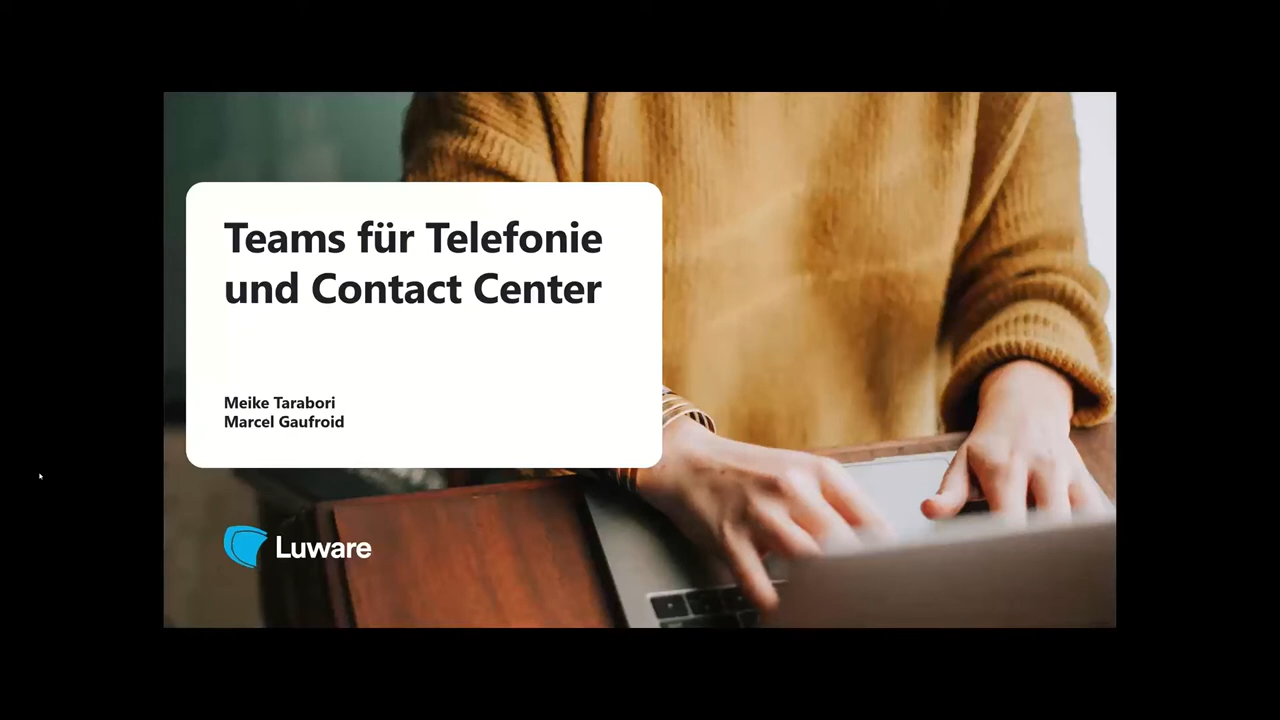 Teams für Telefonie
und Contact Center
Meike Tarabori
Marcel Gaufroid
Luware